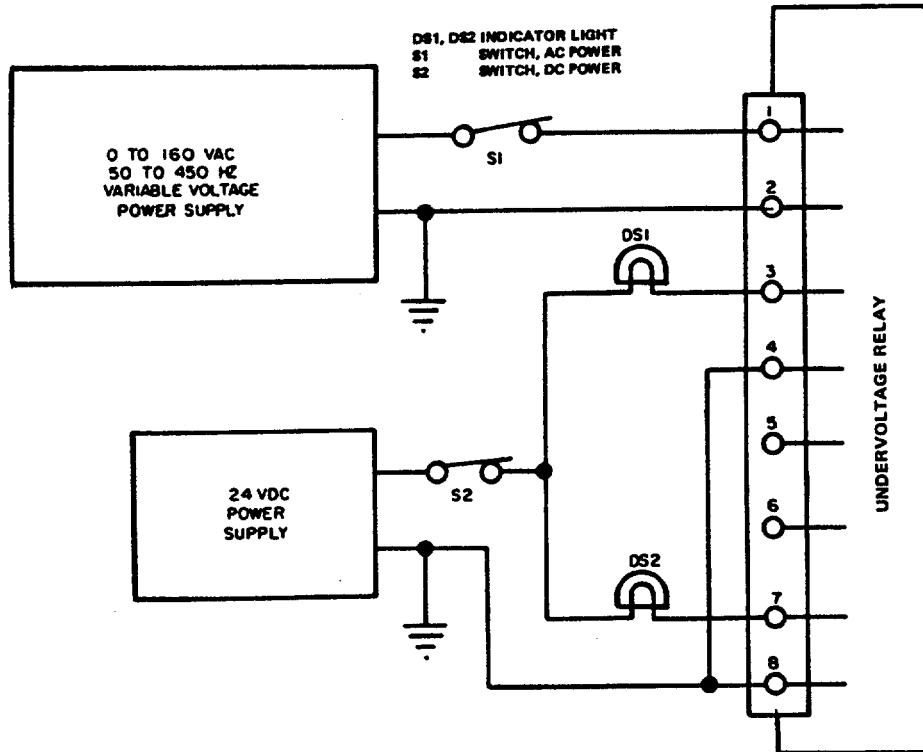 DS1, DS2 INDICATOR LIGHT
S1 SWITCH, AC POWER
S2 SWITCH, DC POWER
0 TO 160 VAC
50 TO 450 HZ
VARIABLE VOLTAGE
POWER SUPPLY
S1
1
2
DS1
3
4
5
6
7
8
UNDERVOLTAGE RELAY
24 VDC
POWER
SUPPLY
S2
DS2